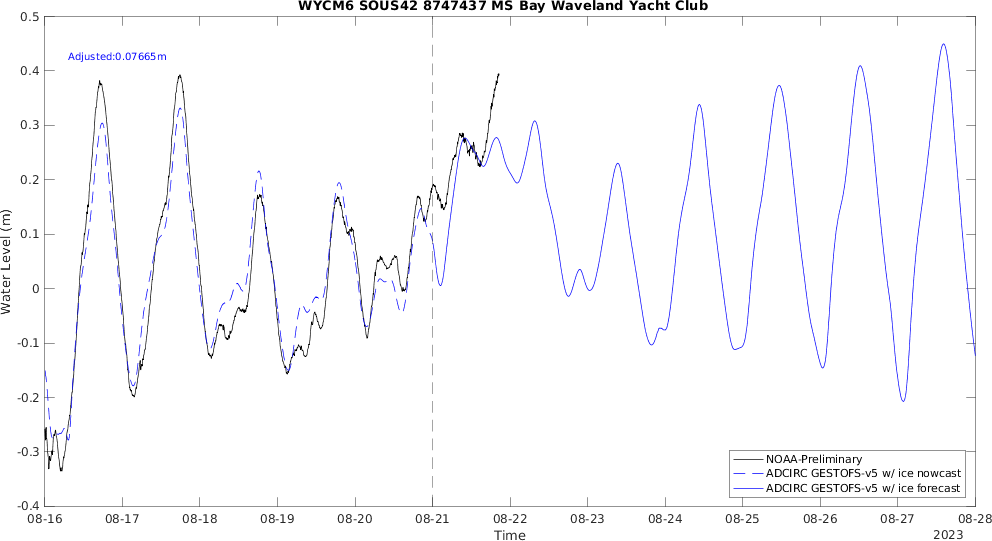 WYCM6 SOUS42 8747437 MS Bay Waveland Yacht Club
Adjusted:0.07665m
0.5
0.4
0.3
0.2
0.1
0
-0.1
-0.2
-0.3
-0.4
Water Level (m)
NOAA-Preliminary
ADCIRC GESTOFS-v5 w/ ice nowcast
ADCIRC GESTOFS-v5 w/ ice forecast
08-16 08-17 08-18 08-19 08-20 08-21 08-22 08-23 08-24 08-25 08-26 08-27 08-28
Time
2023